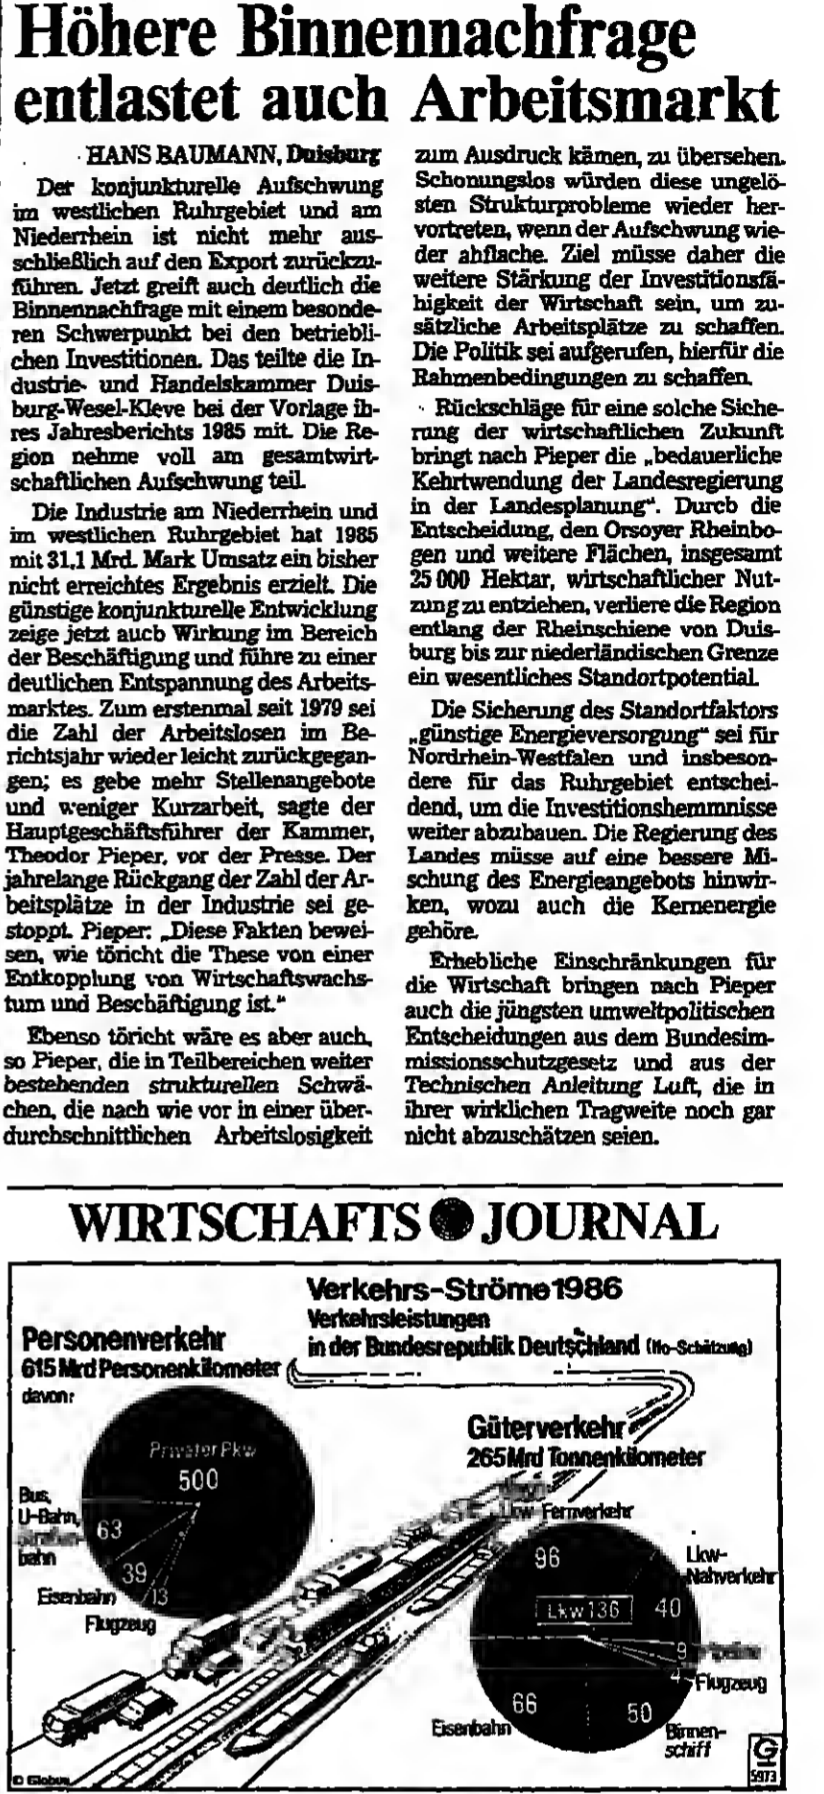 Höhere Binnennachfrage
entlastet auch Arbeitsmarkt
HANS BAUMANN, Duisburg
Der konjunkturelle Aufschwung
im westlichen Ruhrgebiet und am
Niederrhein ist nicht mehr aus-
schließlich auf den Export zurückzu-
führen. Jetzt greift auch deutlich die
Binnennachfrage mit einem besonde-
ren Schwerpunkt bei den betriebli-
chen Investitionen. Das teilte die In-
dustrie- und Handelskammer Duis-
burg-Wesel-Kleve bei der Vorlage ih-
res Jahresberichts 1985 mit. Die Re-
gion nehme voll am gesamtwirt-
schaftlichen Aufschwung teil.
Die Industrie am Niederrhein und
im westlichen Ruhrgebiet hat 1985
mit 31,1 Mrd. Mark Umsatz ein bisher
nicht erreichtes Ergebnis erzielt. Die
günstige konjunkturelle Entwicklung
zeige jetzt auch Wirkung im Bereich
der Beschäftigung und führe zu einer
deutlichen Entspannung des Arbeits-
marktes. Zum erstenmal seit 1979 sei
die Zahl der Arbeitslosen im Be-
richtsjahr wieder leicht zurückgegan-
gen; es gebe mehr Stellenangebote
und weniger Kurzarbeit, sagte der
Hauptgeschäftsführer der Kammer,
Theodor Pieper, vor der Presse. Der
jahrelange Rückgang der Zahl der Ar-
beitsplätze in der Industrie sei ge-
stoppt. Pieper: „Diese Fakten bewei-
sen, wie töricht die These von einer
Entkopplung von Wirtschaftswachs-
tum und Beschäftigung ist.“
Ebenso töricht wäre es aber auch,
so Pieper, die in Teilbereichen weiter
bestehenden strukturellen Schwä-
chen, die nach wie vor in einer über-
durchschnittlichen Arbeitslosigkeit
zum Ausdruck kämen, zu übersehen.
Schonungslos würden diese ungelö-
sten Strukturprobleme wieder her-
vortreten, wenn der Aufschwung wie-
der abflache. Ziel müsse daher die
weitere Stärkung der Investitionsfä-
higkeit der Wirtschaft sein, um zu-
sätzliche Arbeitsplätze zu schaffen.
Die Politik sei aufgerufen, hierfür die
Rahmenbedingungen zu schaffen.
Rückschläge für eine solche Siche-
rung der wirtschaftlichen Zukunft
bringt nach Pieper die „bedauerliche
Kehrtwendung der Landesregierung
in der Landesplanung“. Durch die
Entscheidung, den Orsoyer Rheinbo-
gen und weitere Flächen, insgesamt
25 000 Hektar, wirtschaftlicher Nut-
zung zu entziehen, verliere die Region
entlang der Rheinschiene von Duis-
burg bis zur niederländischen Grenze
ein wesentliches Standortpotential.
Die Sicherung des Standortfaktors
„günstige Energieversorgung“ sei für
Nordrhein-Westfalen und insbeson-
dere für das Ruhrgebiet entschei-
dend, um die Investitionshemmnisse
weiter abzubauen. Die Regierung des
Landes müsse auf eine bessere Mi-
schung des Energieangebots hinwir-
ken, wozu auch die Kernenergie
gehöre.
Erhebliche Einschränkungen für
die Wirtschaft bringen nach Pieper
auch die jüngsten umweltpolitischen
Entscheidungen aus dem Bundesim-
missionsschutzgesetz und aus der
Technischen Anleitung Luft, die in
ihrer wirklichen Tragweite noch gar
nicht abzuschätzen seien.
WIRTSCHAFTS JOURNAL
Verkehrs-Ströme 1986
Verkehrsleistungen
in der Bundesrepublik Deutschland (Ifo-Schätzung)
Personenverkehr
615 Mrd Personenkilometer
davon:
Privater Pkw
500
Bus,
U-Bahn,
Straßen-
bahn
63
39
Eisenbahn
13
Flugzeug
Güterverkehr
265 Mrd Tonnenkilometer
davon:
Lkw-Fernverkehr
96
Lkw-
Nahverkehr
Lkw 136
40
9
Pipeline
4
Flugzeug
66
Eisenbahn
50
Binnen-
schiff
© Globus
G
5973